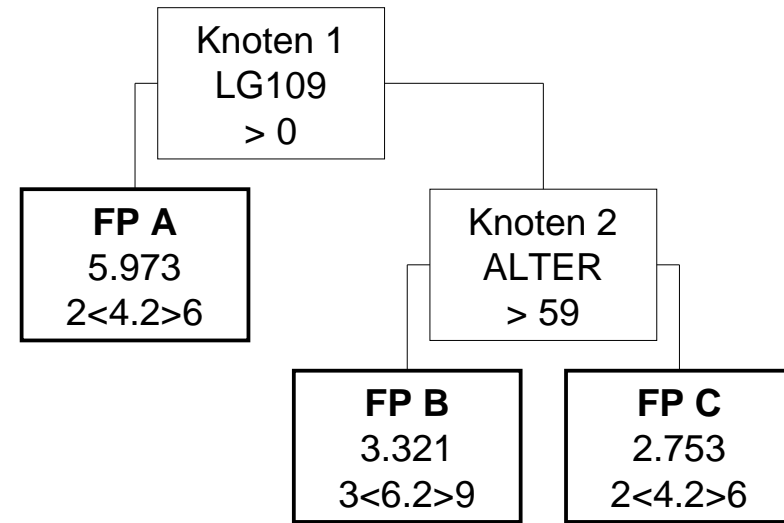 Knoten 1
LG109
> 0
FP A
5.973
2<4.2>6
Knoten 2
ALTER
> 59
FP B
3.321
3<6.2>9
FP C
2.753
2<4.2>6